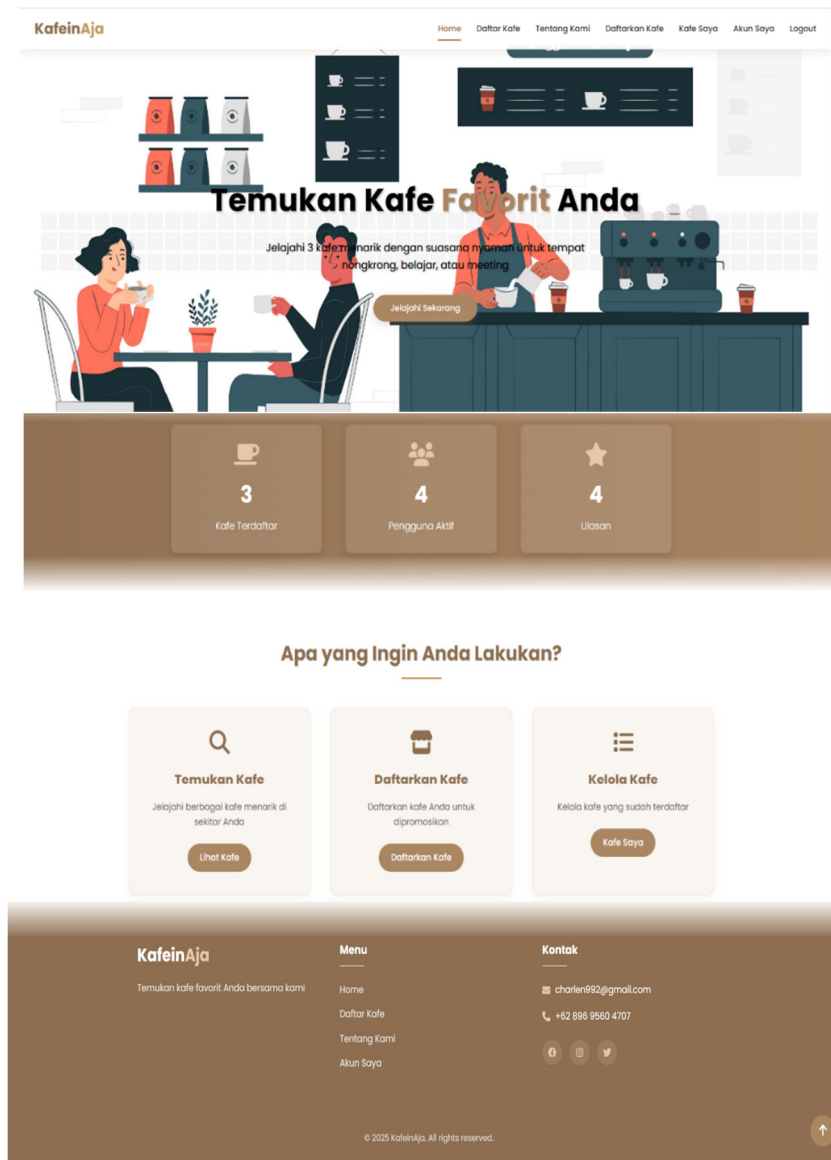 KafeinAja
Home Daftar Kafe Tentang Kami Daftarkan Kafe Kafe Saya Akun Saya Logout
Temukan Kafe Favorit Anda
Jelajahi 3 kafe menarik dengan suasana nyaman untuk tempat
nongkrong, belajar, atau meeting
Jelajahi Sekarang
3
Kafe Terdaftar
4
Pengguna Aktif
4
Ulasan
Apa yang Ingin Anda Lakukan?
Temukan Kafe
Jelajahi berbagai kafe menarik di
sekitar Anda
Lihat Kafe
Daftarkan Kafe
Daftarkan kafe Anda untuk
dipromosikan
Daftarkan Kafe
Kelola Kafe
Kelola kafe yang sudah terdaftar
Kafe Saya
KafeinAja
Temukan kafe favorit Anda bersama kami
Menu
Home
Daftar Kafe
Tentang Kami
Akun Saya
Kontak
charlen992@gmail.com
+62 896 9560 4707
© 2025 KafeinAja. All rights reserved.